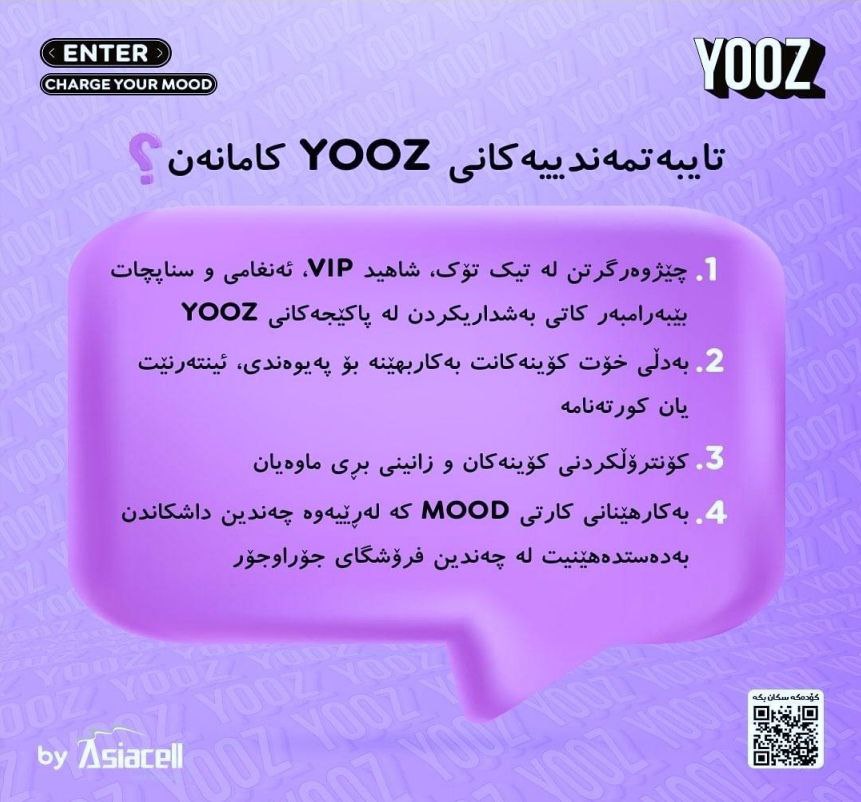 ENTER
CHARGE YOUR MOOD
YOOZ
تایبەتمەندییەکانی YOOZ کامانەن؟
1. چێژوەرگرتن لە تیک تۆک، شاهید VIP، ئەنغامی و سناپچات
بێبەرامبەر کاتی بەشداریکردن لە پاکێجەکانی YOOZ
2. بەدڵی خۆت کۆینەکانت بەکاربهێنە بۆ پەیوەندی، ئینتەرنێت
یان کورتەنامە
3. کۆنترۆڵکردنی کۆینەکان و زانینی بڕی ماوەیان
4. بەکارهێنانی کارتی MOOD کە لەڕێیەوە چەندین داشکاندن
بەدەستدەهێنیت لە چەندین فرۆشگای جۆراوجۆر
کۆدەکە سکان بکە
by Asiacell